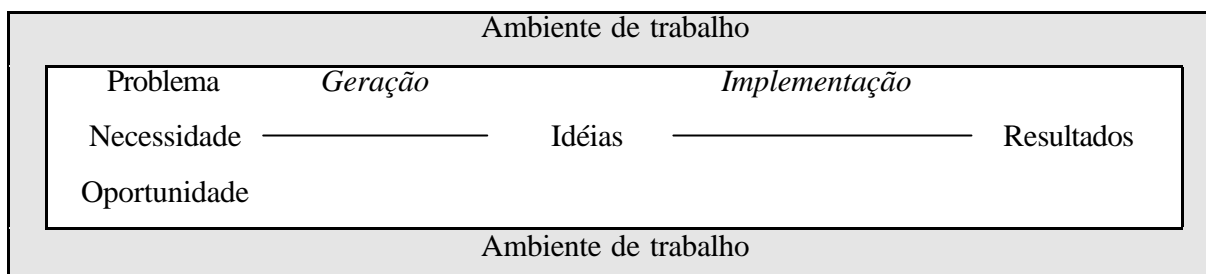 Ambiente de trabalho
Problema Geração Implementação
Necessidade Idéias Resultados
Oportunidade
Ambiente de trabalho